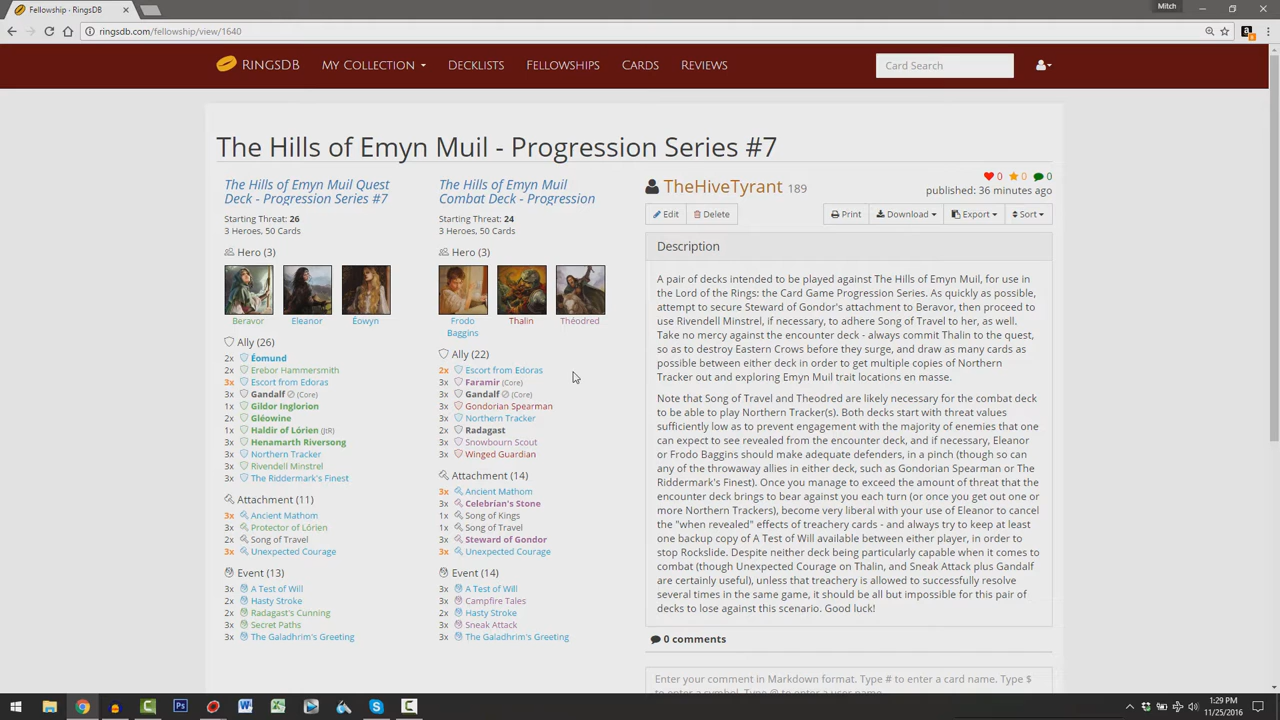 Fellowship · RingsDB
Mitch
ringsdb.com/fellowship/view/1640
RINGSDB
MY COLLECTION
DECKLISTS
FELLOWSHIPS
CARDS
REVIEWS
Card Search
The Hills of Emyn Muil - Progression Series #7
The Hills of Emyn Muil Quest
Deck - Progression Series #7
Starting Threat: 26
3 Heroes, 50 Cards
Hero (3)
Beravor
Eleanor
Éowyn
Ally (26)
2x Éomund
2x Erebor Hammersmith
3x Escort from Edoras
3x Gandalf (Core)
1x Gildor Inglorion
2x Gléowine
1x Haldir of Lórien (JtR)
3x Henamarth Riversong
3x Northern Tracker
3x Rivendell Minstrel
3x The Riddermark's Finest
Attachment (11)
3x Ancient Mathom
3x Protector of Lórien
2x Song of Travel
3x Unexpected Courage
Event (13)
3x A Test of Will
2x Hasty Stroke
2x Radagast's Cunning
3x Secret Paths
3x The Galadhrim's Greeting
The Hills of Emyn Muil
Combat Deck - Progression
Starting Threat: 24
3 Heroes, 50 Cards
Hero (3)
Frodo
Baggins
Thalin
Théodred
Ally (22)
2x Escort from Edoras
3x Faramir (Core)
3x Gandalf (Core)
3x Gondorian Spearman
3x Northern Tracker
2x Radagast
3x Snowbourn Scout
3x Winged Guardian
Attachment (14)
3x Ancient Mathom
3x Celebrían's Stone
1x Song of Kings
1x Song of Travel
3x Steward of Gondor
3x Unexpected Courage
Event (14)
3x A Test of Will
3x Campfire Tales
2x Hasty Stroke
3x Sneak Attack
3x The Galadhrim's Greeting
TheHiveTyrant 189
0 0 0
published: 36 minutes ago
Edit
Delete
Print
Download
Export
Sort
Description
A pair of decks intended to be played against The Hills of Emyn Muil, for use in
the Lord of the Rings: the Card Game Progression Series. As quickly as possible,
attempt to secure Steward of Gondor's attachment to Beravor, then proceed to
use Rivendell Minstrel, if necessary, to adhere Song of Travel to her, as well.
Take no mercy against the encounter deck - always commit Thalin to the quest,
so as to destroy Eastern Crows before they surge, and draw as many cards as
possible between either deck in order to get multiple copies of Northern
Tracker out and exploring Emyn Muil trait locations en masse.
Note that Song of Travel and Theodred are likely necessary for the combat deck
to be able to play Northern Tracker(s). Both decks start with threat values
sufficiently low as to prevent engagement with the majority of enemies that one
can expect to see revealed from the encounter deck, and if necessary, Eleanor
or Frodo Baggins should make adequate defenders, in a pinch (though so can
any of the throwaway allies in either deck, such as Gondorian Spearman or The
Riddermark's Finest). Once you manage to exceed the amount of threat that the
encounter deck brings to bear against you each turn (or once you get out one or
more Northern Trackers), become very liberal with your use of Eleanor to cancel
the "when revealed" effects of treachery cards - and always try to keep at least
one backup copy of A Test of Will available between either player, in order to
stop Rockslide. Despite neither deck being particularly capable when it comes to
combat (though Unexpected Courage on Thalin, and Sneak Attack plus Gandalf
are certainly useful), unless that treachery is allowed to successfully resolve
several times in the same game, it should be all but impossible for this pair of
decks to lose against this scenario. Good luck!
0 comments
Enter your comment in Markdown format. Type # to enter a card name. Type $
to enter a symbol. Type @ to enter a user name.
1:29 PM
11/25/2016